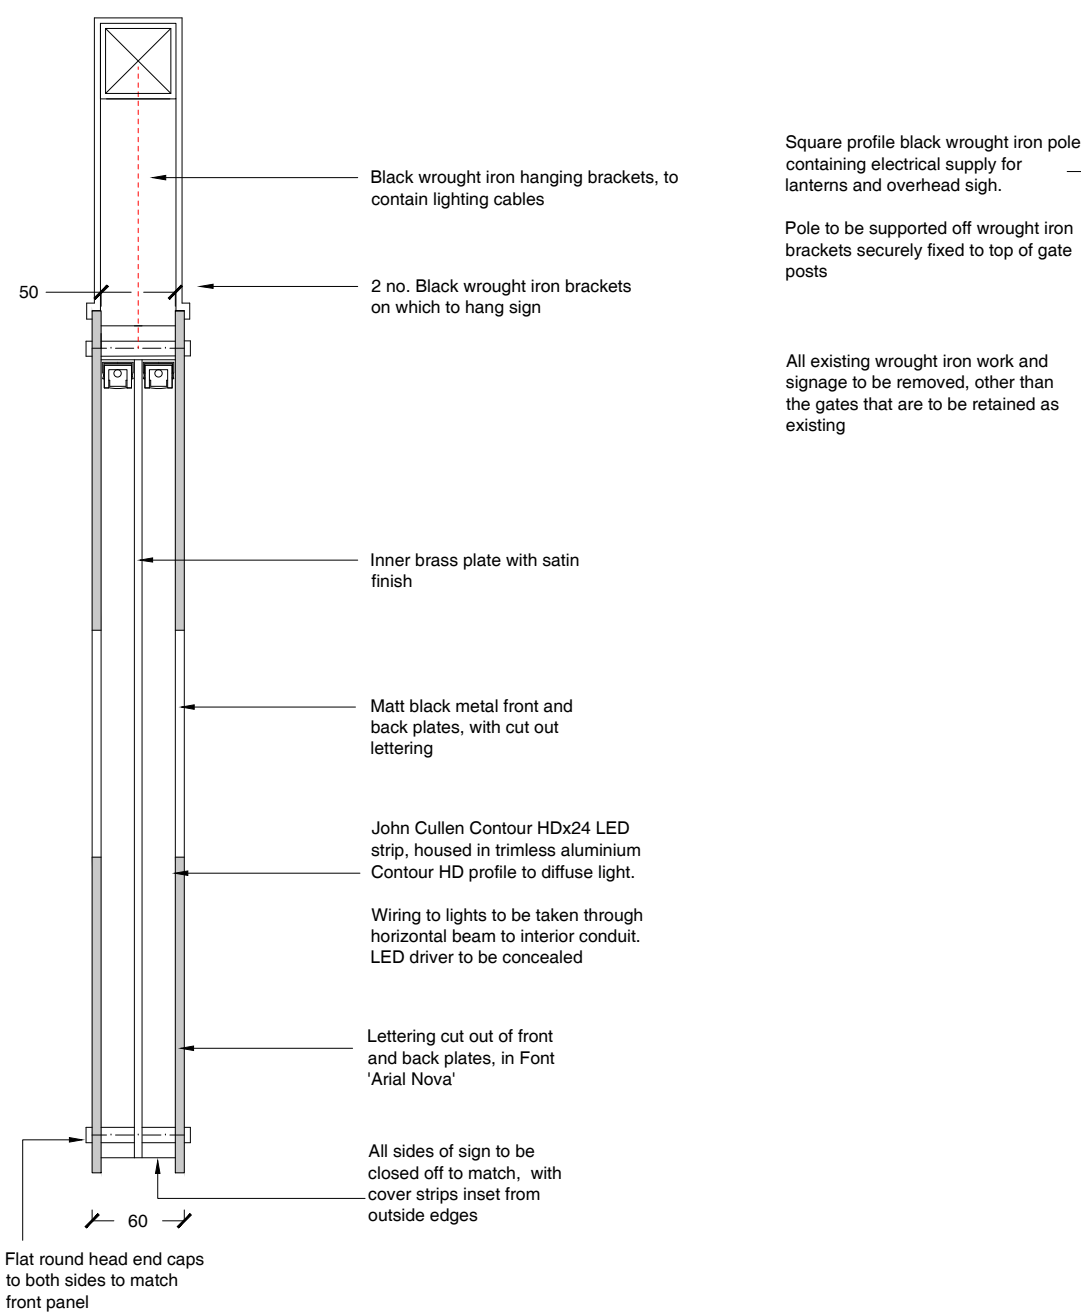 Black wrought iron hanging brackets, to
contain lighting cables
50
2 no. Black wrought iron brackets
on which to hang sign
Inner brass plate with satin
finish
Matt black metal front and
back plates, with cut out
lettering
John Cullen Contour HDx24 LED
strip, housed in trimless aluminium
Contour HD profile to diffuse light.
Wiring to lights to be taken through
horizontal beam to interior conduit.
LED driver to be concealed
Lettering cut out of front
and back plates, in Font
'Arial Nova'
All sides of sign to be
closed off to match, with
cover strips inset from
outside edges
60
Flat round head end caps
to both sides to match
front panel
Square profile black wrought iron pole
containing electrical supply for
lanterns and overhead sigh.
Pole to be supported off wrought iron
brackets securely fixed to top of gate
posts
All existing wrought iron work and
signage to be removed, other than
the gates that are to be retained as
existing